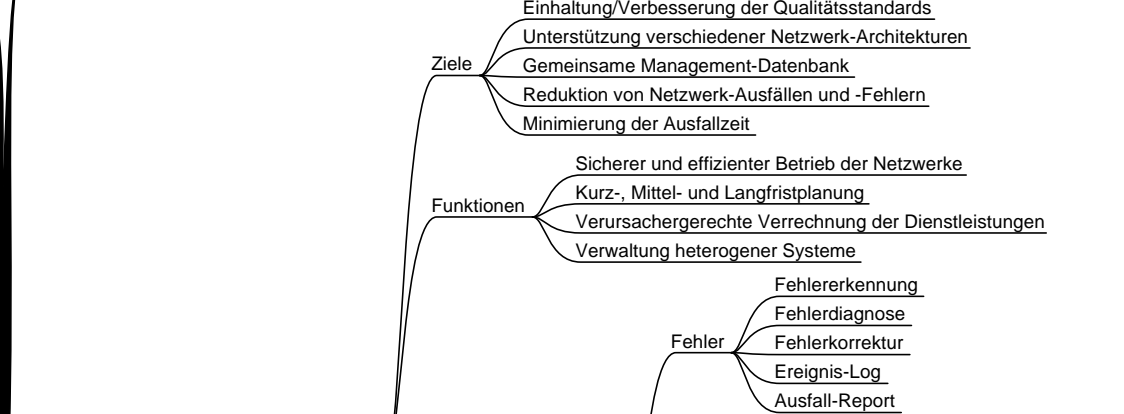 Einhaltung/Verbesserung der Qualitätsstandards
Unterstützung verschiedener Netzwerk-Architekturen
Ziele
Gemeinsame Management-Datenbank
Reduktion von Netzwerk-Ausfällen und -Fehlern
Minimierung der Ausfallzeit
Sicherer und effizienter Betrieb der Netzwerke
Kurz-, Mittel- und Langfristplanung
Funktionen
Verursachergerechte Verrechnung der Dienstleistungen
Verwaltung heterogener Systeme
Fehlererkennung
Fehlerdiagnose
Fehler
Fehlerkorrektur
Ereignis-Log
Ausfall-Report